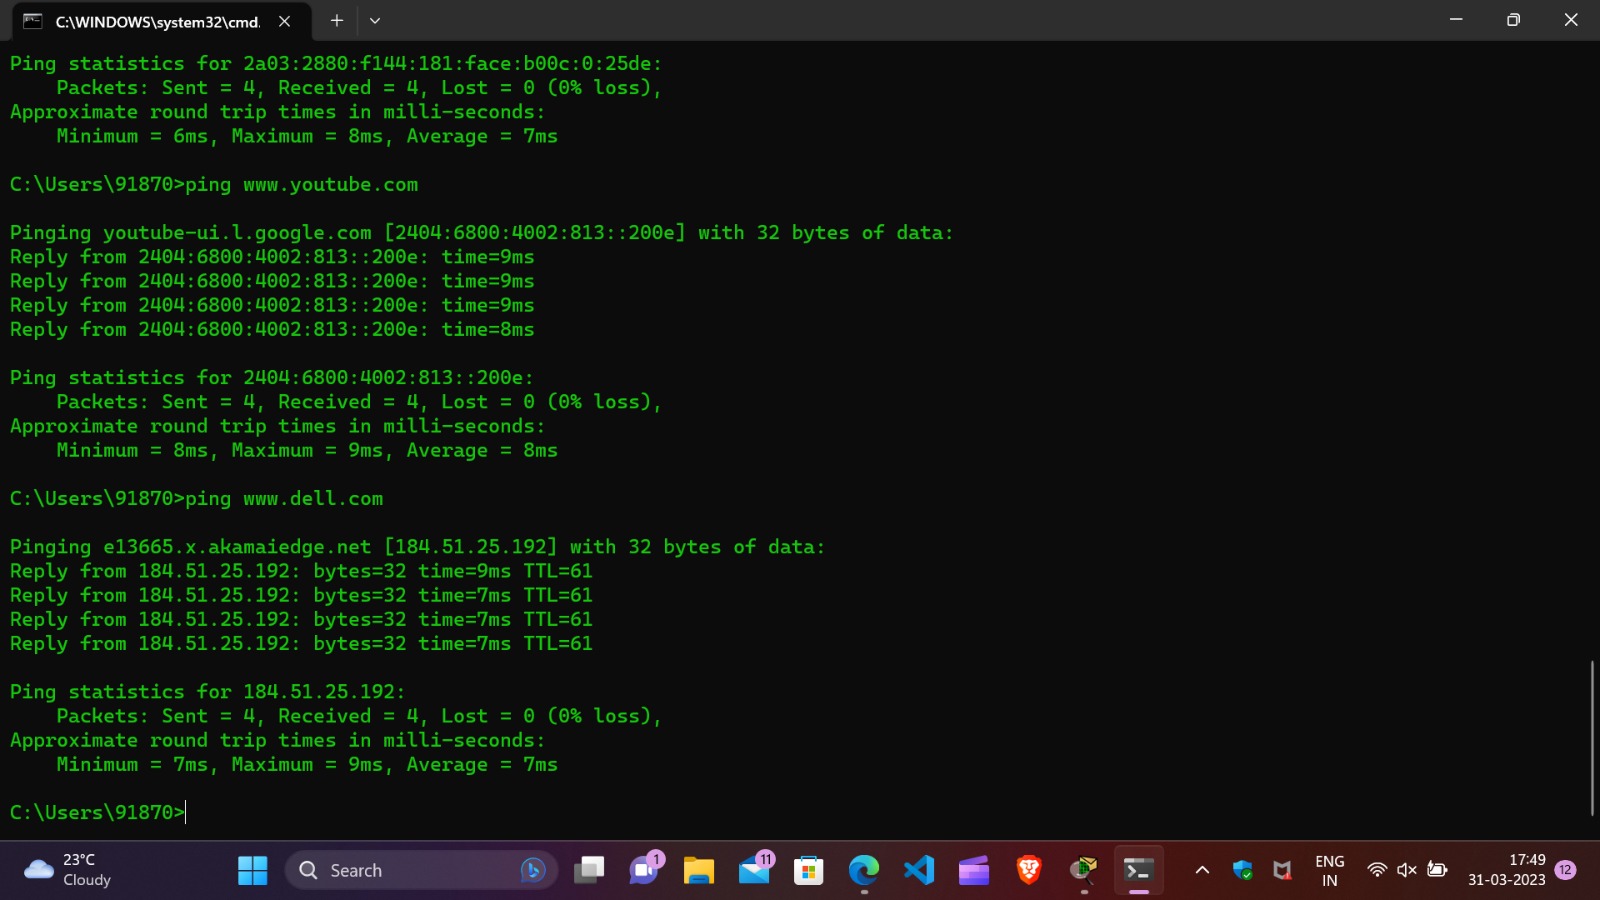 C:\WINDOWS\system32\cmd.
Ping statistics for 2a03:2880:f144:181:face:b00c:0:25de:
    Packets: Sent = 4, Received = 4, Lost = 0 (0% loss),
Approximate round trip times in milli-seconds:
    Minimum = 6ms, Maximum = 8ms, Average = 7ms
C:\Users\91870>ping www.youtube.com
Pinging youtube-ui.l.google.com [2404:6800:4002:813::200e] with 32 bytes of data:
Reply from 2404:6800:4002:813::200e: time=9ms
Reply from 2404:6800:4002:813::200e: time=9ms
Reply from 2404:6800:4002:813::200e: time=9ms
Reply from 2404:6800:4002:813::200e: time=8ms
Ping statistics for 2404:6800:4002:813::200e:
    Packets: Sent = 4, Received = 4, Lost = 0 (0% loss),
Approximate round trip times in milli-seconds:
    Minimum = 8ms, Maximum = 9ms, Average = 8ms
C:\Users\91870>ping www.dell.com
Pinging e13665.x.akamaiedge.net [184.51.25.192] with 32 bytes of data:
Reply from 184.51.25.192: bytes=32 time=9ms TTL=61
Reply from 184.51.25.192: bytes=32 time=7ms TTL=61
Reply from 184.51.25.192: bytes=32 time=7ms TTL=61
Reply from 184.51.25.192: bytes=32 time=7ms TTL=61
Ping statistics for 184.51.25.192:
    Packets: Sent = 4, Received = 4, Lost = 0 (0% loss),
Approximate round trip times in milli-seconds:
    Minimum = 7ms, Maximum = 9ms, Average = 7ms
C:\Users\91870>
23°C
Cloudy
Search
1
11
ENG
IN
17:49
31-03-2023
12